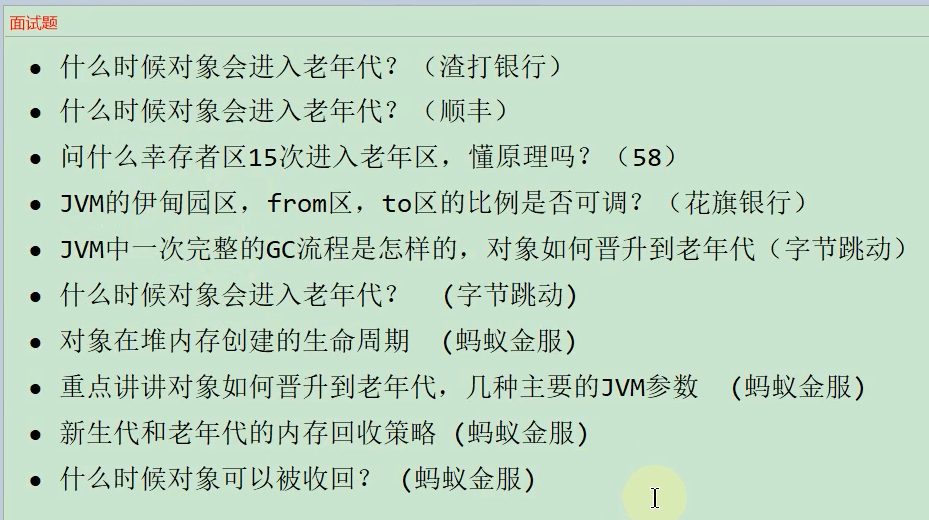 面试题
● 什么时候对象会进入老年代？（渣打银行）
● 什么时候对象会进入老年代？（顺丰）
● 问什么幸存者区15次进入老年区，懂原理吗？（58）
● JVM的伊甸园区，from区，to区的比例是否可调？（花旗银行）
● JVM中一次完整的GC流程是怎样的，对象如何晋升到老年代（字节跳动）
● 什么时候对象会进入老年代？ (字节跳动)
● 对象在堆内存创建的生命周期 (蚂蚁金服)
● 重点讲讲对象如何晋升到老年代，几种主要的JVM参数 (蚂蚁金服)
● 新生代和老年代的内存回收策略 (蚂蚁金服)
● 什么时候对象可以被收回？ (蚂蚁金服)